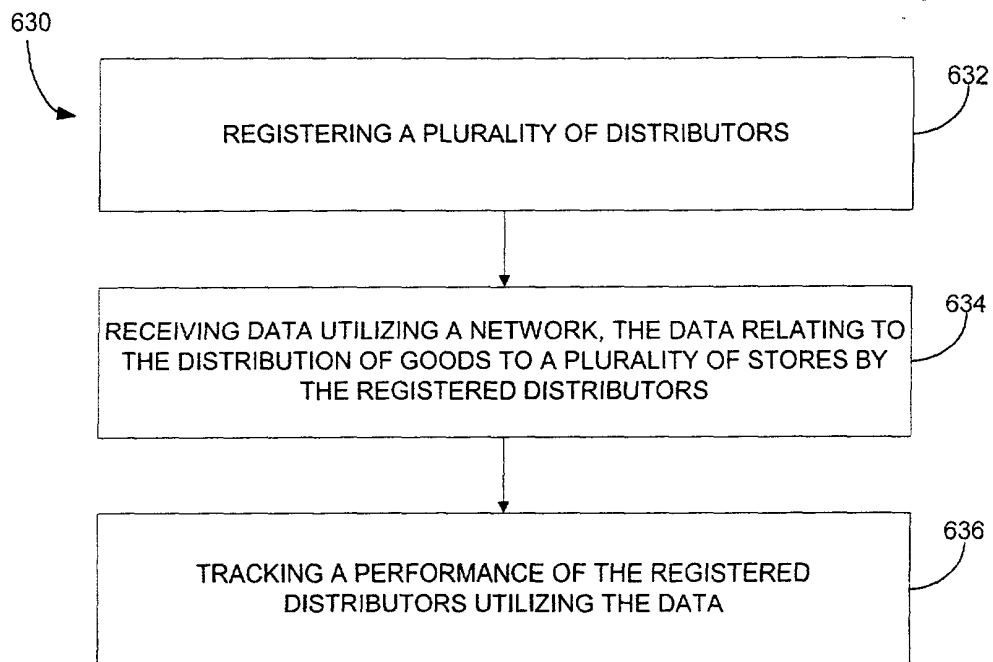 630
632
REGISTERING A PLURALITY OF DISTRIBUTORS
634
RECEIVING DATA UTILIZING A NETWORK, THE DATA RELATING TO
THE DISTRIBUTION OF GOODS TO A PLURALITY OF STORES BY
THE REGISTERED DISTRIBUTORS
636
TRACKING A PERFORMANCE OF THE REGISTERED
DISTRIBUTORS UTILIZING THE DATA